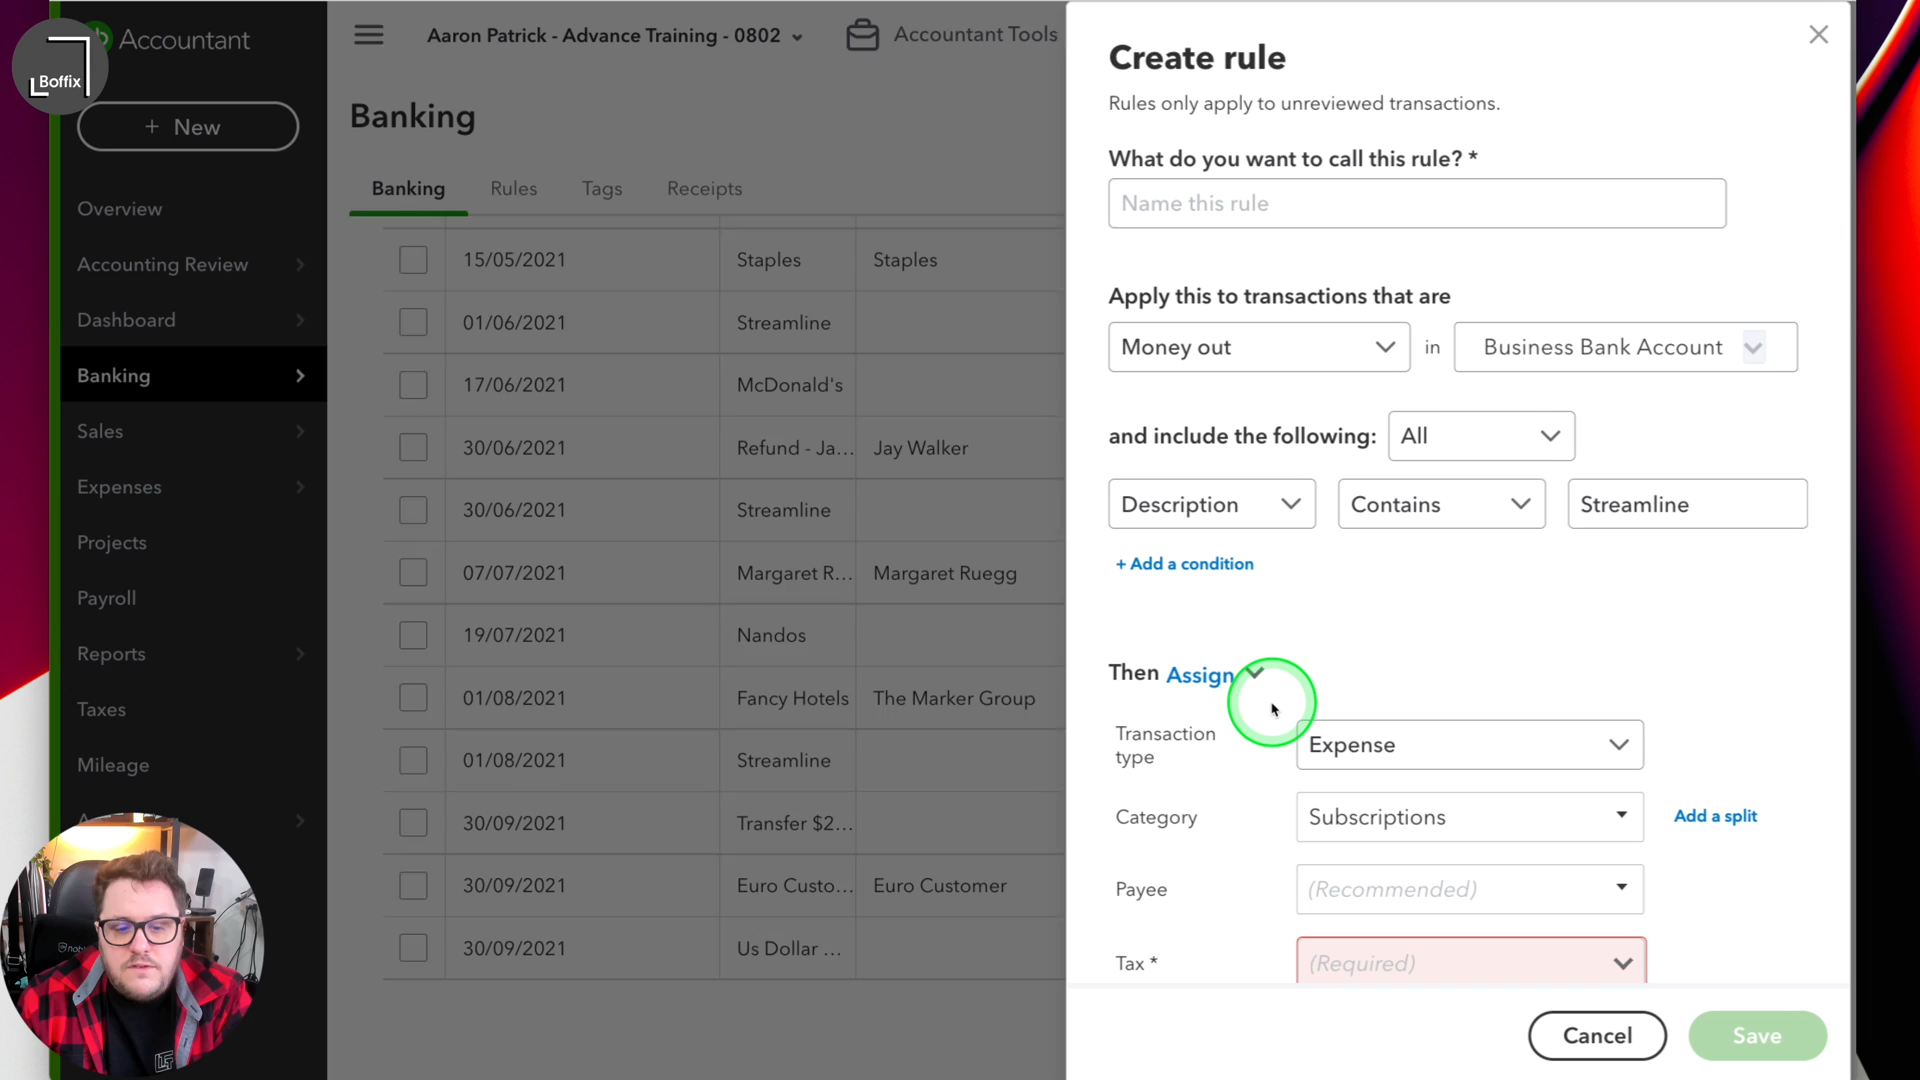 Boffix
Accountant
+ New
Overview
Accounting Review
Dashboard
Banking
Sales
Expenses
Projects
Payroll
Reports
Taxes
Mileage
Aaron Patrick - Advance Training - 0802
Accountant Tools
Banking
Banking Rules Tags Receipts
15/05/2021 Staples Staples
01/06/2021 Streamline
17/06/2021 McDonald's
30/06/2021 Refund - Ja... Jay Walker
30/06/2021 Streamline
07/07/2021 Margaret R... Margaret Ruegg
19/07/2021 Nandos
01/08/2021 Fancy Hotels The Marker Group
01/08/2021 Streamline
30/09/2021 Transfer $2...
30/09/2021 Euro Custo... Euro Customer
30/09/2021 Us Dollar ...
Create rule
Rules only apply to unreviewed transactions.
What do you want to call this rule? *
Name this rule
Apply this to transactions that are
Money out in Business Bank Account
and include the following: All
Description Contains Streamline
+ Add a condition
Then Assign
Transaction type Expense
Category Subscriptions Add a split
Payee (Recommended)
Tax * (Required)
Cancel Save